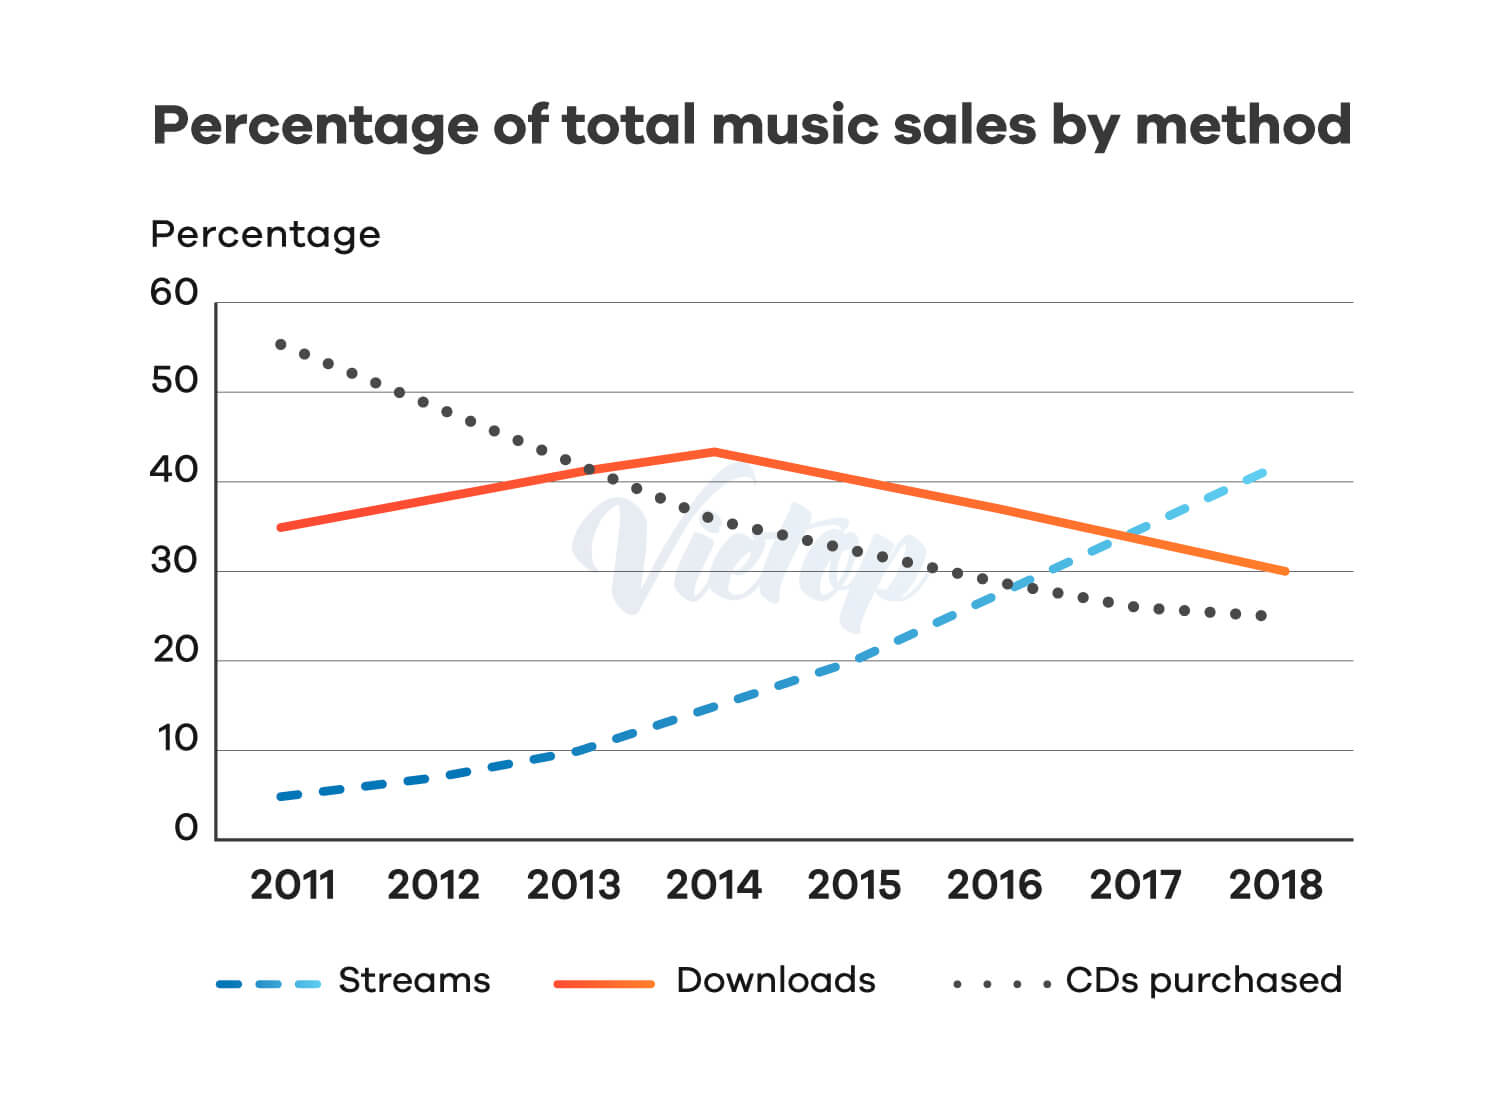 Percentage of total music sales by method
Percentage
60
50
40
30
20
10
0
Vietop
2011 2012 2013 2014 2015 2016 2017 2018
Streams Downloads CDs purchased